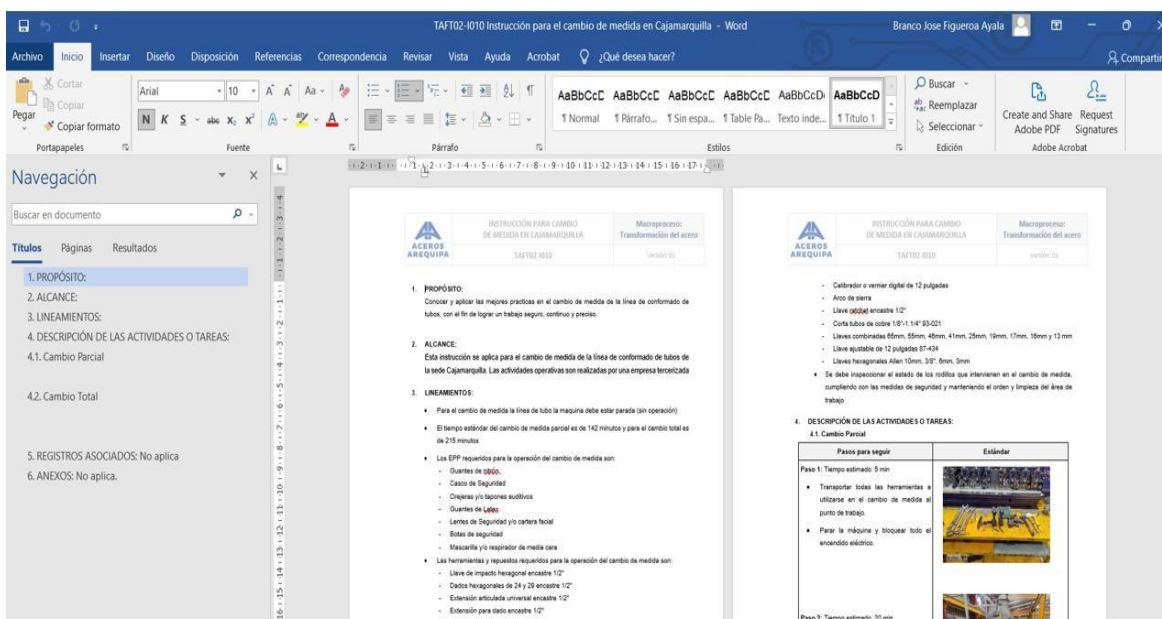 TAFT02-I010 Instrucción para el cambio de medida en Cajamarquilla - Word
Branco Jose Figueroa Ayala
Archivo Inicio Insertar Diseño Disposición Referencias Correspondencia Revisar Vista Ayuda Acrobat ¿Qué desea hacer? Compartir
Pegar
Cortar
Copiar
Copiar formato
Portapapeles
Arial 10
N K S
Fuente
Párrafo
AaBbCcC AaBbCcC AaBbCcC AaBbCcC AaBbCcDi AaBbCcD
¶ Normal ¶ Párrafo... ¶ Sin espa... ¶ Table Pa... Texto inde... ¶ Título 1
Estilos
Buscar
Reemplazar
Seleccionar
Edición
Create and Share Adobe PDF
Request Signatures
Adobe Acrobat
Navegación
Buscar en documento
Títulos Páginas Resultados
1. PROPÓSITO:
2. ALCANCE:
3. LINEAMIENTOS:
4. DESCRIPCIÓN DE LAS ACTIVIDADES O TAREAS:
4.1. Cambio Parcial
4.2. Cambio Total
5. REGISTROS ASOCIADOS: No aplica
6. ANEXOS: No aplica.
ACEROS AREQUIPA
INSTRUCCIÓN PARA CAMBIO
DE MEDIDA EN CAJAMARQUILLA
TAFT02-I010
Macroproceso:
Transformación del acero
Versión: 01
1. PROPÓSITO:
Conocer y aplicar las mejores practicas en el cambio de medida de la línea de conformado de
tubos, con el fin de lograr un trabajo seguro, continuo y preciso.
2. ALCANCE:
Esta instrucción se aplica para el cambio de medida de la línea de conformado de tubos de
la sede Cajamarquilla. Las actividades operativas son realizadas por una empresa tercerizada
3. LINEAMIENTOS:
• Para el cambio de medida la línea de tubo la maquina debe estar parada (sin operación)
• El tiempo estándar del cambio de medida parcial es de 142 minutos y para el cambio total es
de 215 minutos
• Los EPP requeridos para la operación del cambio de medida son:
- Guantes de nitrón.
- Casco de Seguridad
- Orejeras y/o tapones auditivos
- Guantes de Latex
- Lentes de Seguridad y/o cartera facial
- Botas de seguridad
- Mascarilla y/o respirador de media cara
• Las herramientas y repuestos requeridos para la operación del cambio de medida son:
- Llave de impacto hexagonal encastre 1/2"
- Dados hexagonales de 24 y 29 encastre 1/2"
- Extensión articulada universal encastre 1/2"
- Extensión para dado encastre 1/2"
ACEROS AREQUIPA
INSTRUCCIÓN PARA CAMBIO
DE MEDIDA EN CAJAMARQUILLA
TAFT02-I010
Macroproceso:
Transformación del acero
Versión: 01
- Calibrador o vernier digital de 12 pulgadas
- Arco de sierra
- Llave encastre 1/2"
- Corta tubos de cobre 1/8"-1.1/4" 93-021
- Llaves combinadas 65mm, 55mm, 46mm, 41mm, 25mm, 19mm, 17mm, 16mm y 13 mm
- Llave ajustable de 12 pulgadas 87-434
- Llaves hexagonales Allen 10mm, 3/8", 6mm, 3mm
• Se debe inspeccionar el estado de los rodillos que intervienen en el cambio de medida,
cumpliendo con las medidas de seguridad y manteniendo el orden y limpieza del área de
trabajo
4. DESCRIPCIÓN DE LAS ACTIVIDADES O TAREAS:
4.1. Cambio Parcial
Pasos para seguir Estándar
Paso 1: Tiempo estimado: 5 min
• Transportar todas las herramientas a
utilizarse en el cambio de medida al
punto de trabajo.
• Parar la máquina y bloquear todo el
encendido eléctrico.
Paso 2: Tiempo estimado: 20 min